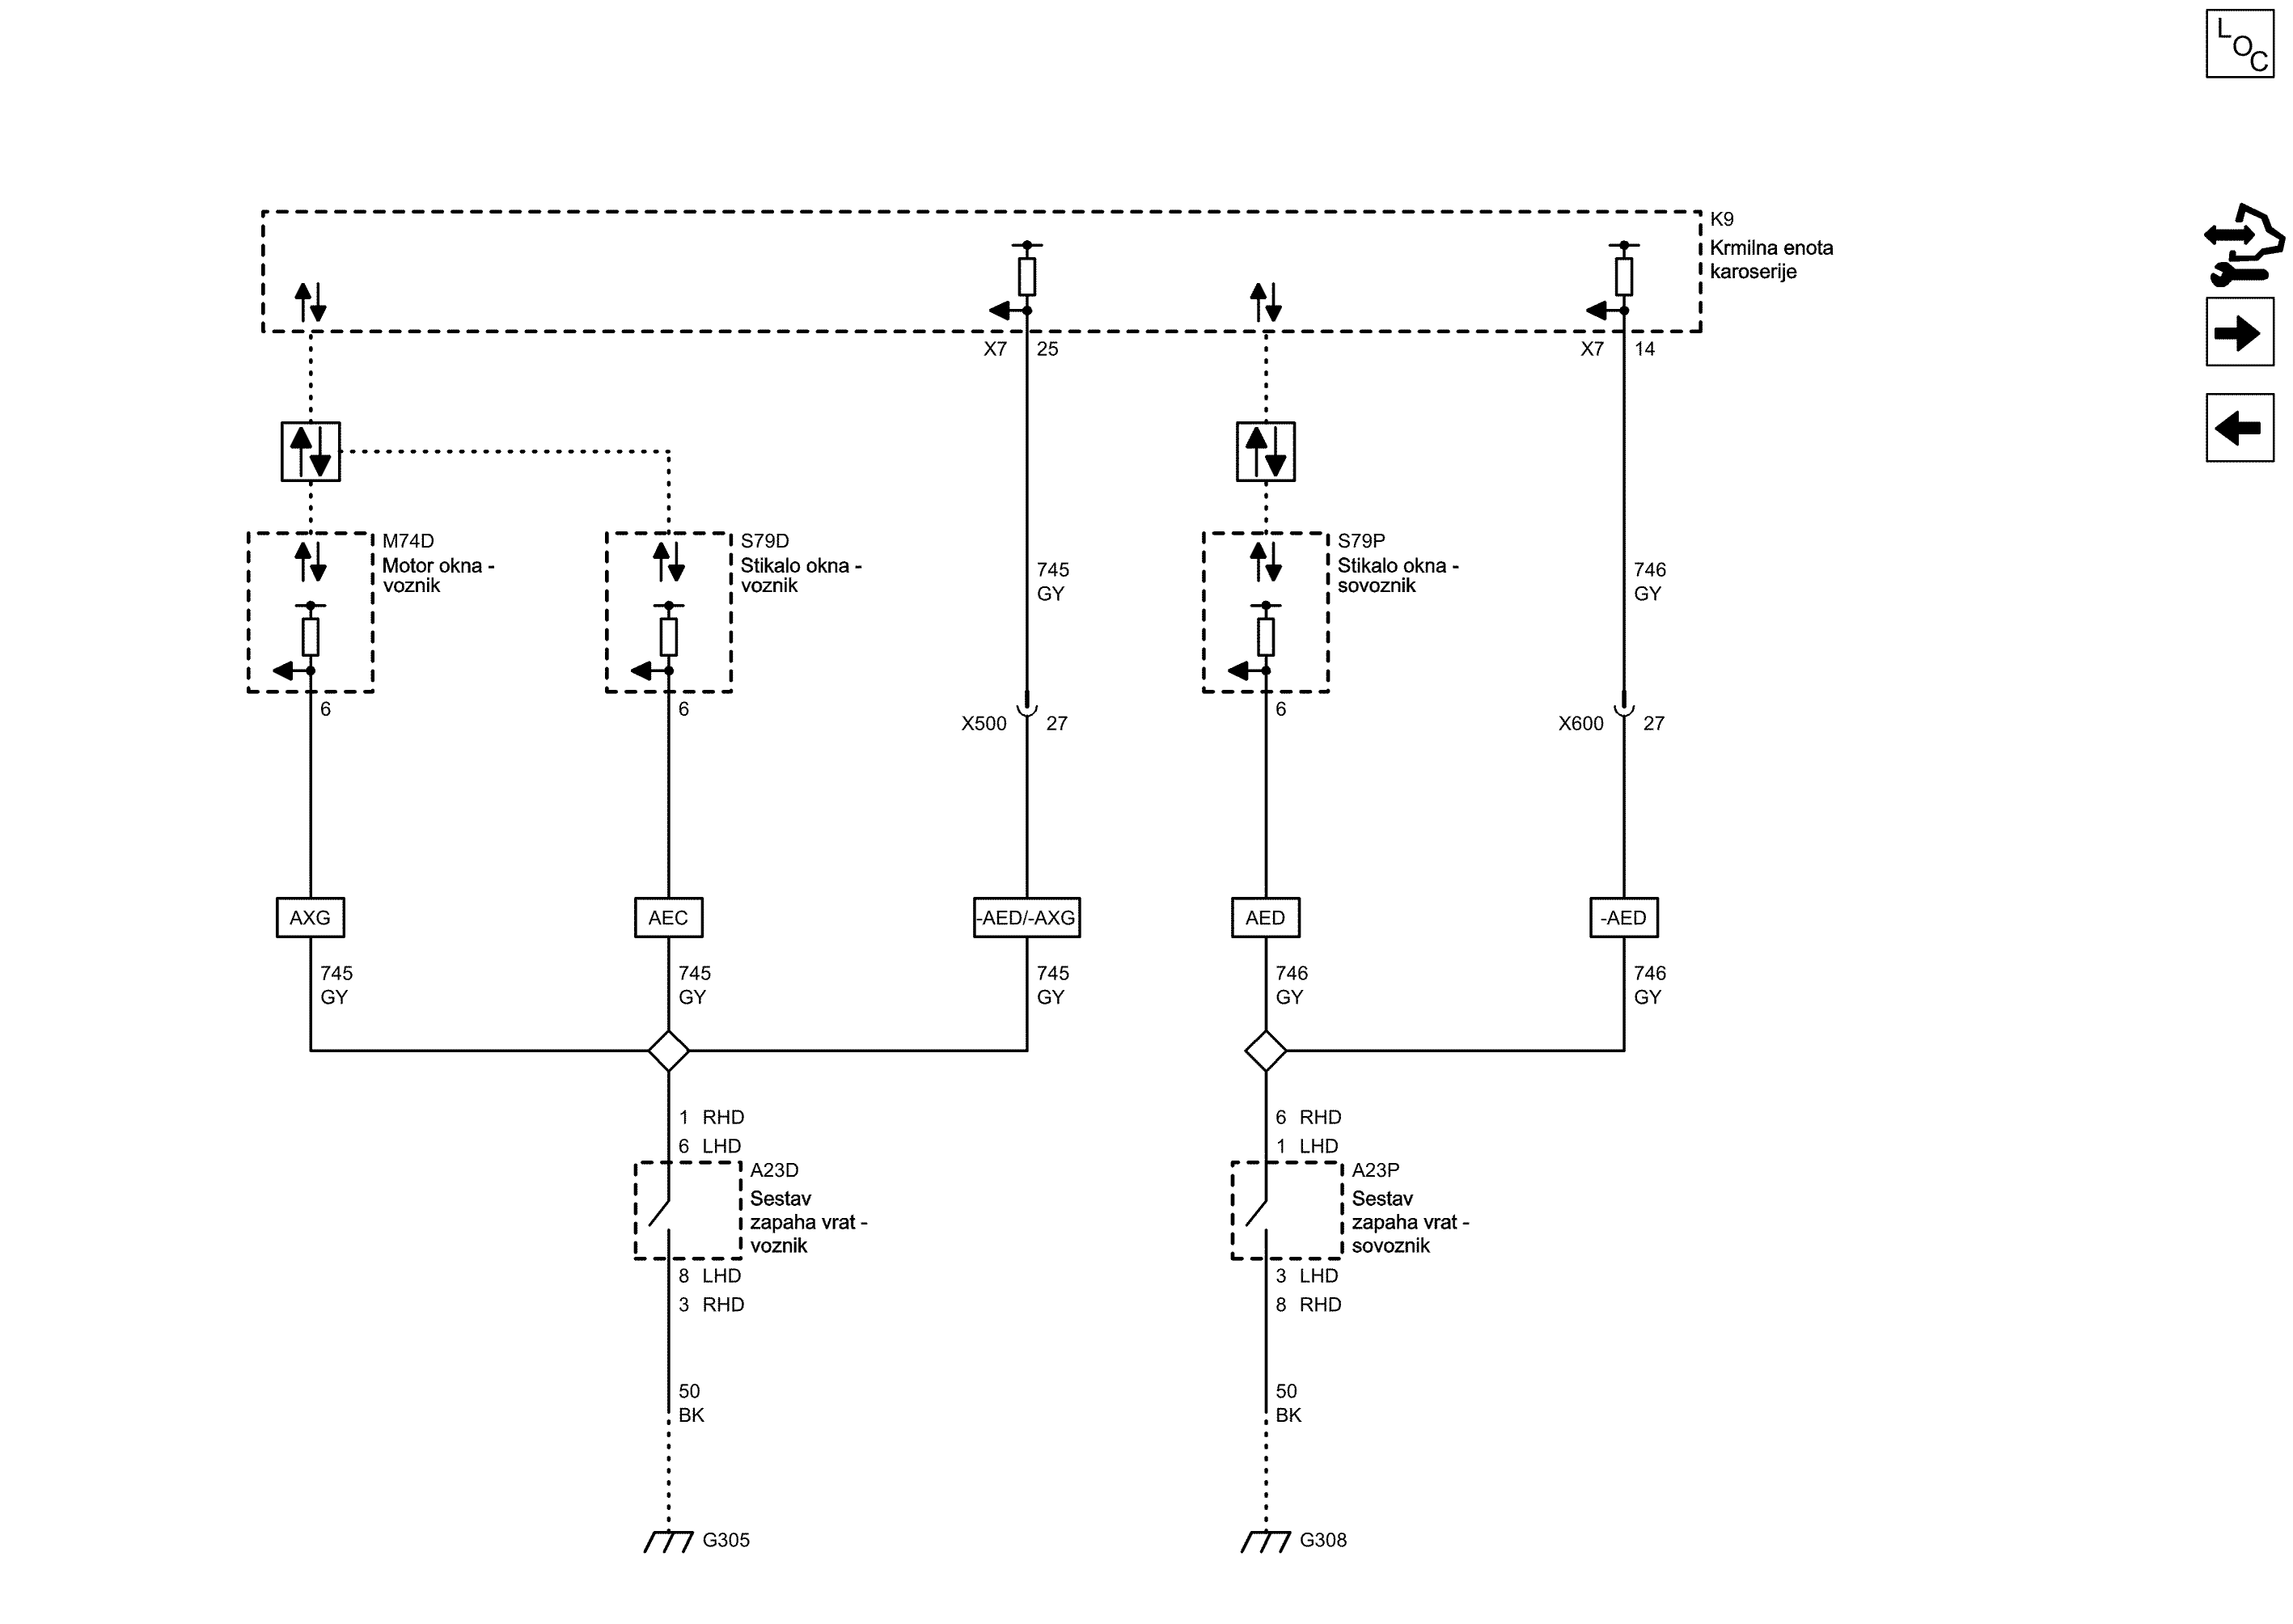 LOC
K9
Krmilna enota
karoserije
X7 25
X7 14
M74D
Motor okna -
voznik
S79D
Stikalo okna -
voznik
745
GY
S79P
Stikalo okna -
sovoznik
746
GY
6
6
X500 27
6
X600 27
AXG
AEC
-AED/-AXG
AED
-AED
745
GY
745
GY
745
GY
746
GY
746
GY
1 RHD
6 LHD
A23D
Sestav
zapaha vrat -
voznik
8 LHD
3 RHD
50
BK
G305
6 RHD
1 LHD
A23P
Sestav
zapaha vrat -
sovoznik
3 LHD
8 RHD
50
BK
G308